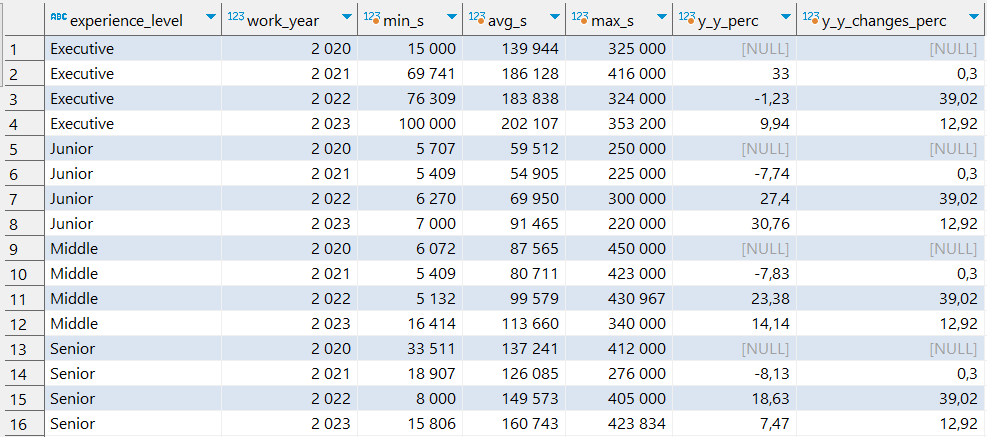 ABC experience_level 123 work_year 123 min_s 123 avg_s 123 max_s 123 y_y_perc 123 y_y_changes_perc
1 Executive 2 020 15 000 139 944 325 000 [NULL] [NULL]
2 Executive 2 021 69 741 186 128 416 000 33 0,3
3 Executive 2 022 76 309 183 838 324 000 -1,23 39,02
4 Executive 2 023 100 000 202 107 353 200 9,94 12,92
5 Junior 2 020 5 707 59 512 250 000 [NULL] [NULL]
6 Junior 2 021 5 409 54 905 225 000 -7,74 0,3
7 Junior 2 022 6 270 69 950 300 000 27,4 39,02
8 Junior 2 023 7 000 91 465 220 000 30,76 12,92
9 Middle 2 020 6 072 87 565 450 000 [NULL] [NULL]
10 Middle 2 021 5 409 80 711 423 000 -7,83 0,3
11 Middle 2 022 5 132 99 579 430 967 23,38 39,02
12 Middle 2 023 16 414 113 660 340 000 14,14 12,92
13 Senior 2 020 33 511 137 241 412 000 [NULL] [NULL]
14 Senior 2 021 18 907 126 085 276 000 -8,13 0,3
15 Senior 2 022 8 000 149 573 405 000 18,63 39,02
16 Senior 2 023 15 806 160 743 423 834 7,47 12,92